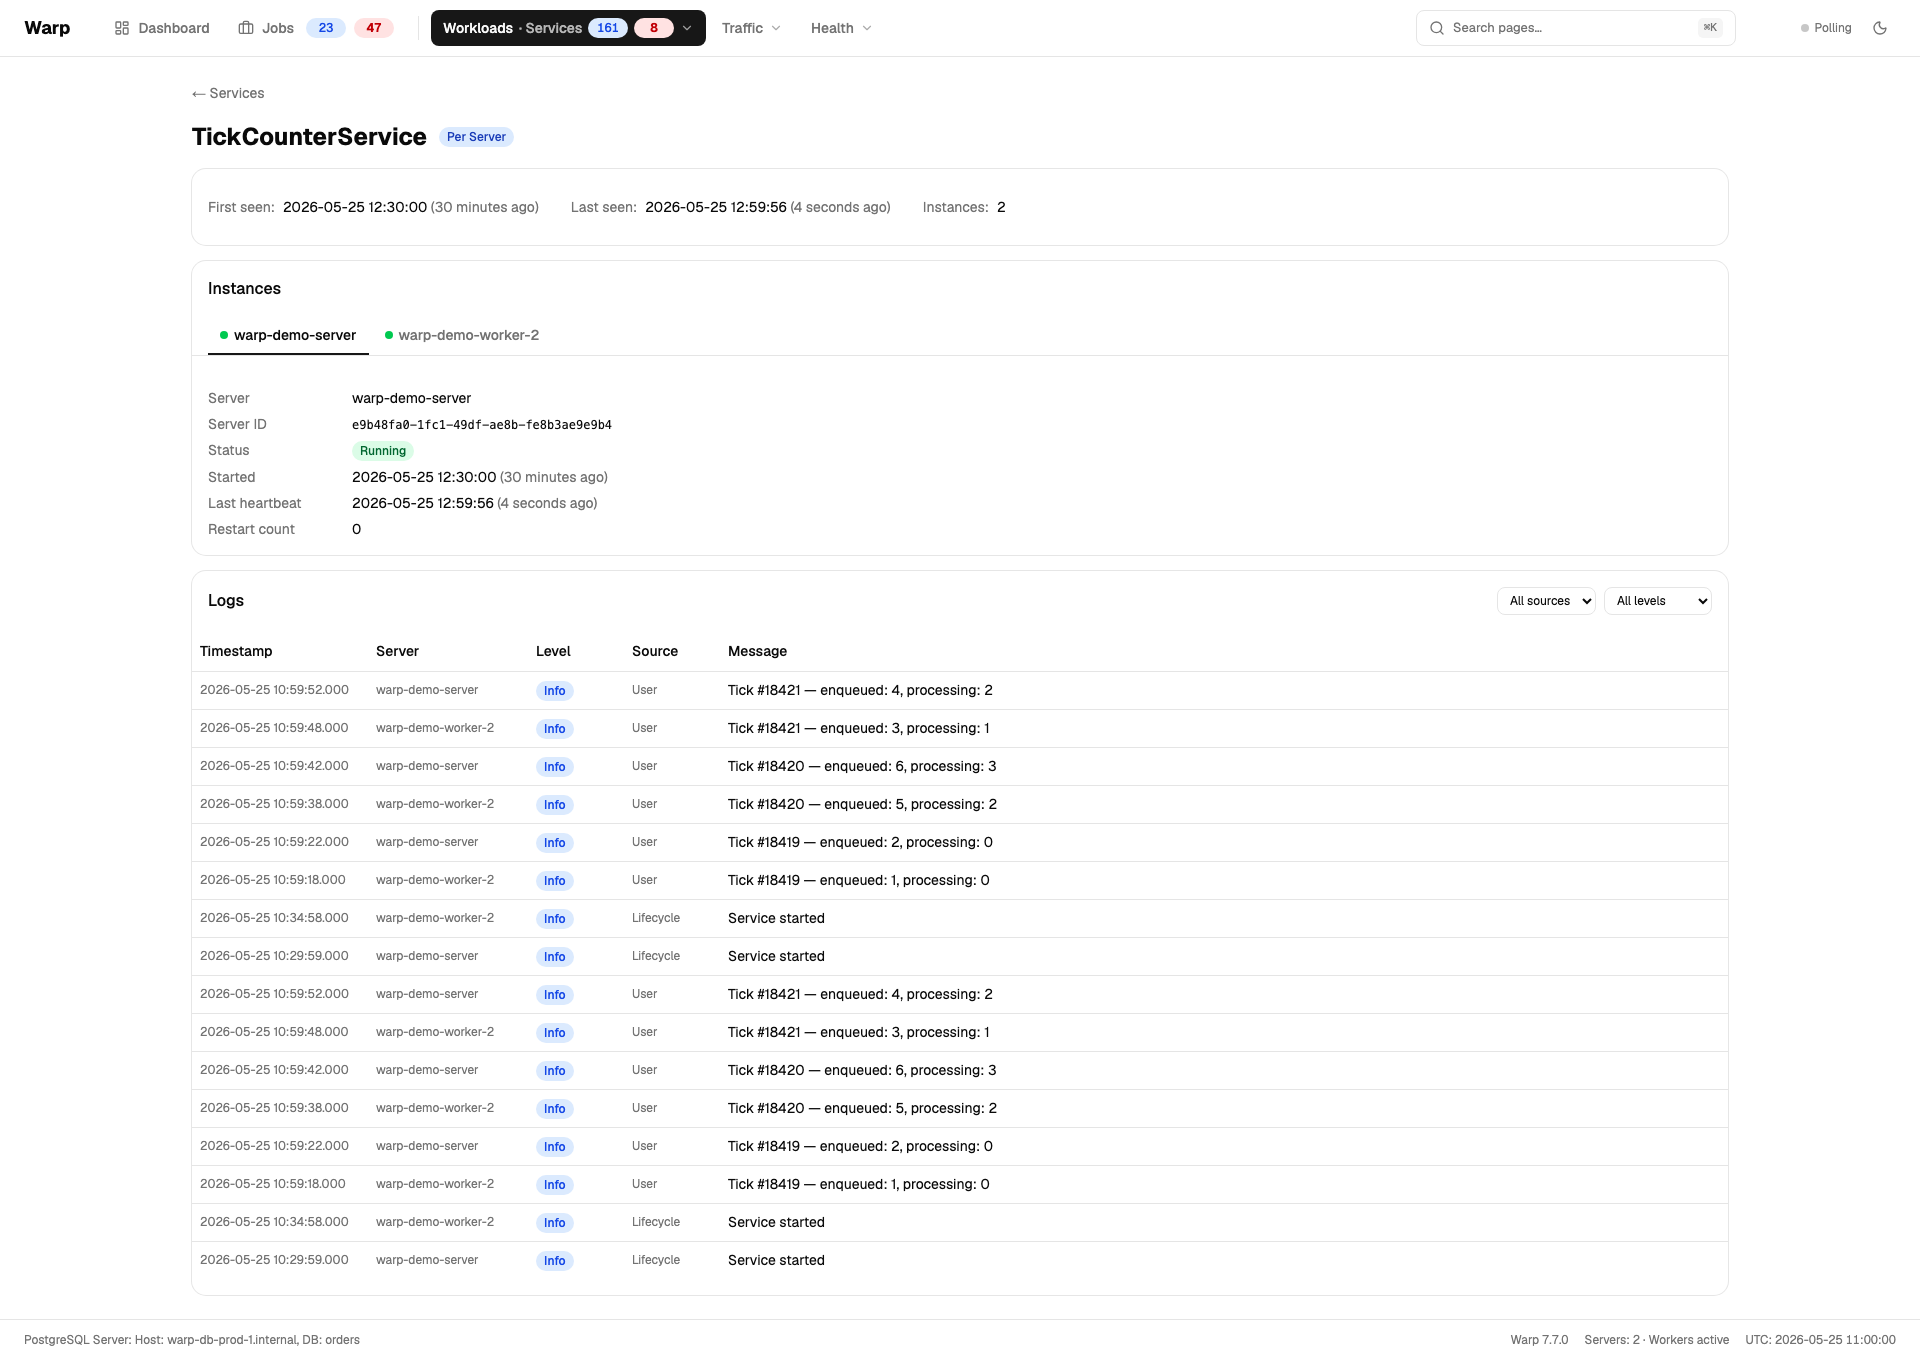 Warp Dashboard Jobs 23 47 Workloads · Services 161 8 Traffic Health Search pages... ⌘K Polling
← Services
TickCounterService Per Server
First seen: 2026-05-25 12:30:00 (30 minutes ago) Last seen: 2026-05-25 12:59:56 (4 seconds ago) Instances: 2
Instances
warp-demo-server warp-demo-worker-2
Server warp-demo-server
Server ID e9b48fa0-1fc1-49df-ae8b-fe8b3ae9e9b4
Status Running
Started 2026-05-25 12:30:00 (30 minutes ago)
Last heartbeat 2026-05-25 12:59:56 (4 seconds ago)
Restart count 0
Logs All sources All levels
Timestamp Server Level Source Message
2026-05-25 10:59:52.000 warp-demo-server Info User Tick #18421 — enqueued: 4, processing: 2
2026-05-25 10:59:48.000 warp-demo-worker-2 Info User Tick #18421 — enqueued: 3, processing: 1
2026-05-25 10:59:42.000 warp-demo-server Info User Tick #18420 — enqueued: 6, processing: 3
2026-05-25 10:59:38.000 warp-demo-worker-2 Info User Tick #18420 — enqueued: 5, processing: 2
2026-05-25 10:59:22.000 warp-demo-server Info User Tick #18419 — enqueued: 2, processing: 0
2026-05-25 10:59:18.000 warp-demo-worker-2 Info User Tick #18419 — enqueued: 1, processing: 0
2026-05-25 10:34:58.000 warp-demo-worker-2 Info Lifecycle Service started
2026-05-25 10:29:59.000 warp-demo-server Info Lifecycle Service started
2026-05-25 10:59:52.000 warp-demo-server Info User Tick #18421 — enqueued: 4, processing: 2
2026-05-25 10:59:48.000 warp-demo-worker-2 Info User Tick #18421 — enqueued: 3, processing: 1
2026-05-25 10:59:42.000 warp-demo-server Info User Tick #18420 — enqueued: 6, processing: 3
2026-05-25 10:59:38.000 warp-demo-worker-2 Info User Tick #18420 — enqueued: 5, processing: 2
2026-05-25 10:59:22.000 warp-demo-server Info User Tick #18419 — enqueued: 2, processing: 0
2026-05-25 10:59:18.000 warp-demo-worker-2 Info User Tick #18419 — enqueued: 1, processing: 0
2026-05-25 10:34:58.000 warp-demo-worker-2 Info Lifecycle Service started
2026-05-25 10:29:59.000 warp-demo-server Info Lifecycle Service started
PostgreSQL Server: Host: warp-db-prod-1.internal, DB: orders Warp 7.7.0 Servers: 2 · Workers active UTC: 2026-05-25 11:00:00